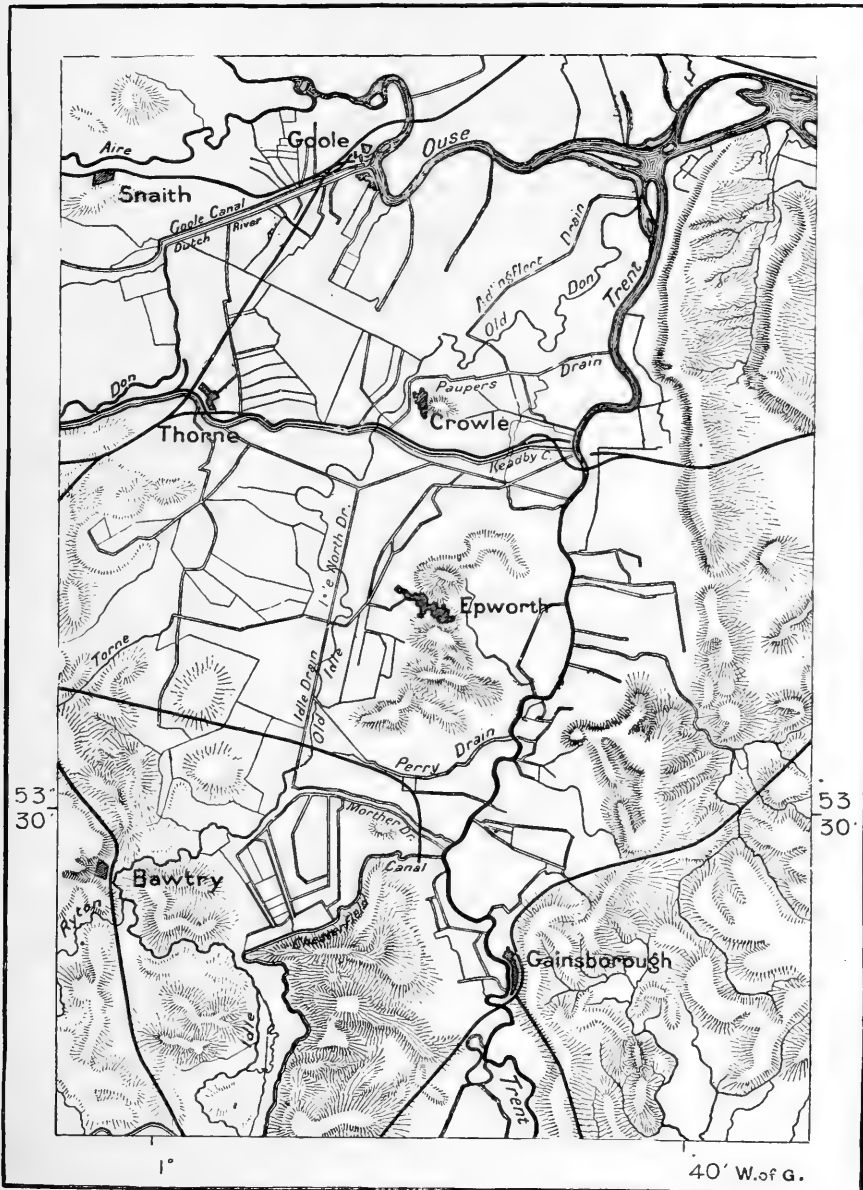 Goole
Ouse
Aire
Snaith
Goole Canal
Dutch River
Adlingfleet Drain
Old Don
Trent
Don
Paupers Drain
Crowle
Thorne
Keadby C.
Idle North Dr.
Epworth
Torne
Idle Drain
Old Idle
Perry Drain
53°
30′
53
30′
Morther Dr.
Bawtry
Canal
Ryton
Chesterfield
Gainsborough
Idle
Trent
1°
40′ W. of G.